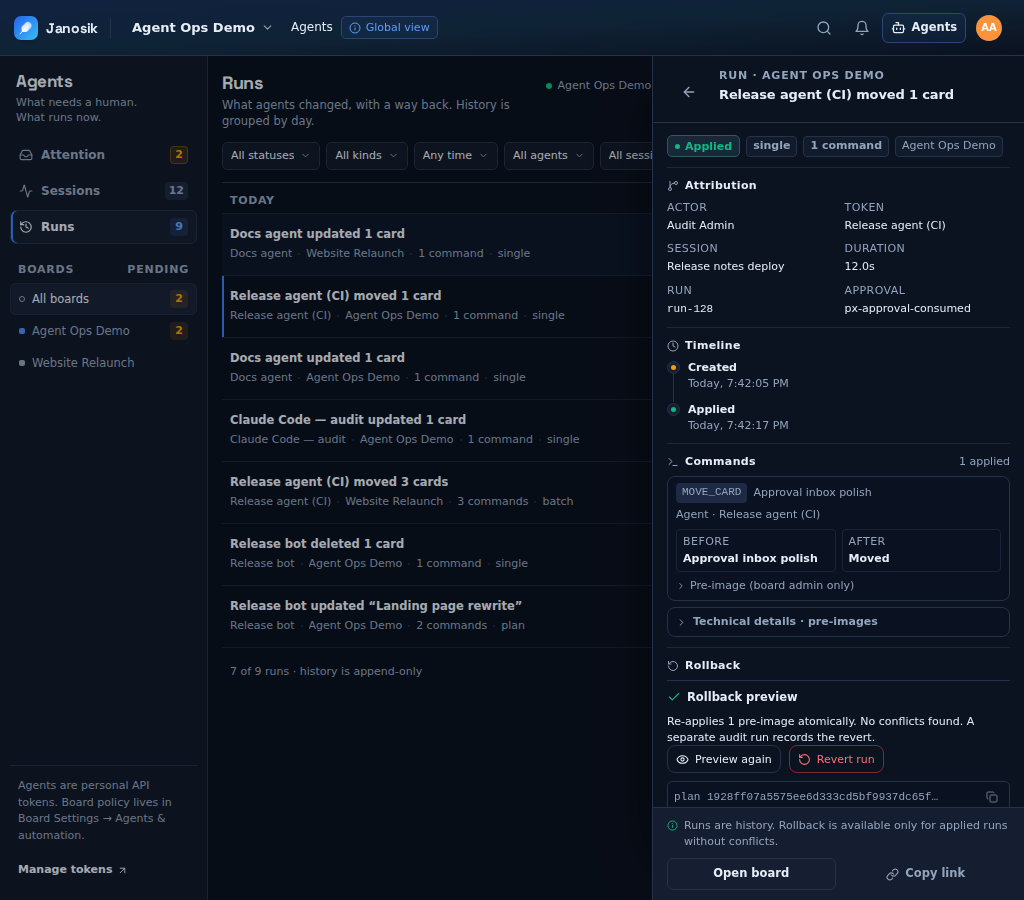 Janosik
Agent Ops Demo
Agents
Global view
Agents
AA
Agents
What needs a human.
What runs now.
Attention 2
Sessions 12
Runs 9
BOARDS PENDING
All boards 2
Agent Ops Demo 2
Website Relaunch
Agents are personal API
tokens. Board policy lives in
Board Settings → Agents &
automation.
Manage tokens
Runs
Agent Ops Demo
What agents changed, with a way back. History is
grouped by day.
All statuses
All kinds
Any time
All agents
All sessi
TODAY
Docs agent updated 1 card
Docs agent · Website Relaunch · 1 command · single
Release agent (CI) moved 1 card
Release agent (CI) · Agent Ops Demo · 1 command · single
Docs agent updated 1 card
Docs agent · Agent Ops Demo · 1 command · single
Claude Code — audit updated 1 card
Claude Code — audit · Agent Ops Demo · 1 command · single
Release agent (CI) moved 3 cards
Release agent (CI) · Website Relaunch · 3 commands · batch
Release bot deleted 1 card
Release bot · Agent Ops Demo · 1 command · single
Release bot updated “Landing page rewrite”
Release bot · Agent Ops Demo · 2 commands · plan
7 of 9 runs · history is append-only
RUN · AGENT OPS DEMO
Release agent (CI) moved 1 card
Applied
single
1 command
Agent Ops Demo
Attribution
ACTOR TOKEN
Audit Admin Release agent (CI)
SESSION DURATION
Release notes deploy 12.0s
RUN APPROVAL
run-128 px-approval-consumed
Timeline
Created
Today, 7:42:05 PM
Applied
Today, 7:42:17 PM
Commands 1 applied
MOVE_CARD Approval inbox polish
Agent · Release agent (CI)
BEFORE AFTER
Approval inbox polish Moved
Pre-image (board admin only)
Technical details · pre-images
Rollback
Rollback preview
Re-applies 1 pre-image atomically. No conflicts found. A
separate audit run records the revert.
Preview again
Revert run
plan 1928ff07a5575ee6d333cd5bf9937dc65f…
Runs are history. Rollback is available only for applied runs
without conflicts.
Open board
Copy link